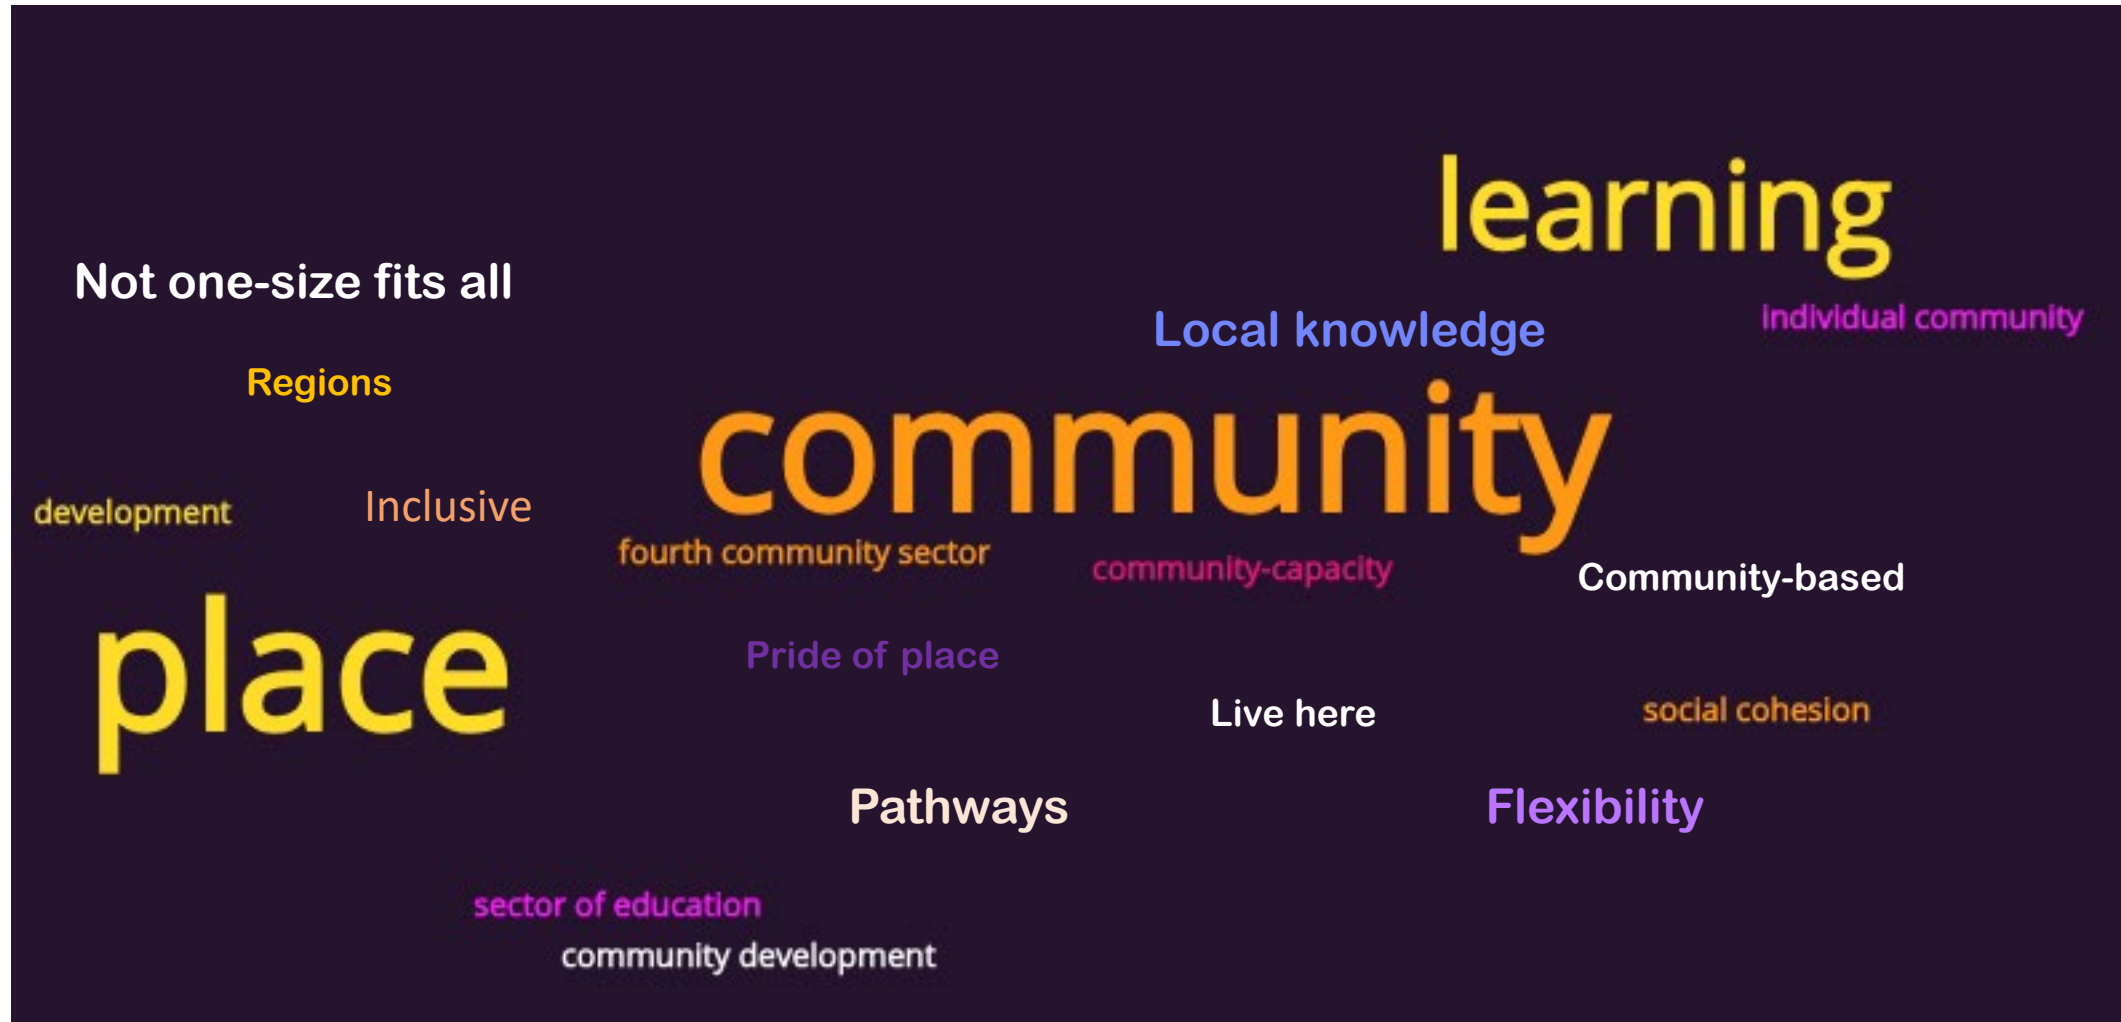 learning
Not one-size fits all
Local knowledge
individual community
Regions
community
development
Inclusive
fourth community sector
community-capacity
Community-based
place
Pride of place
Live here
social cohesion
Pathways
Flexibility
sector of education
community development